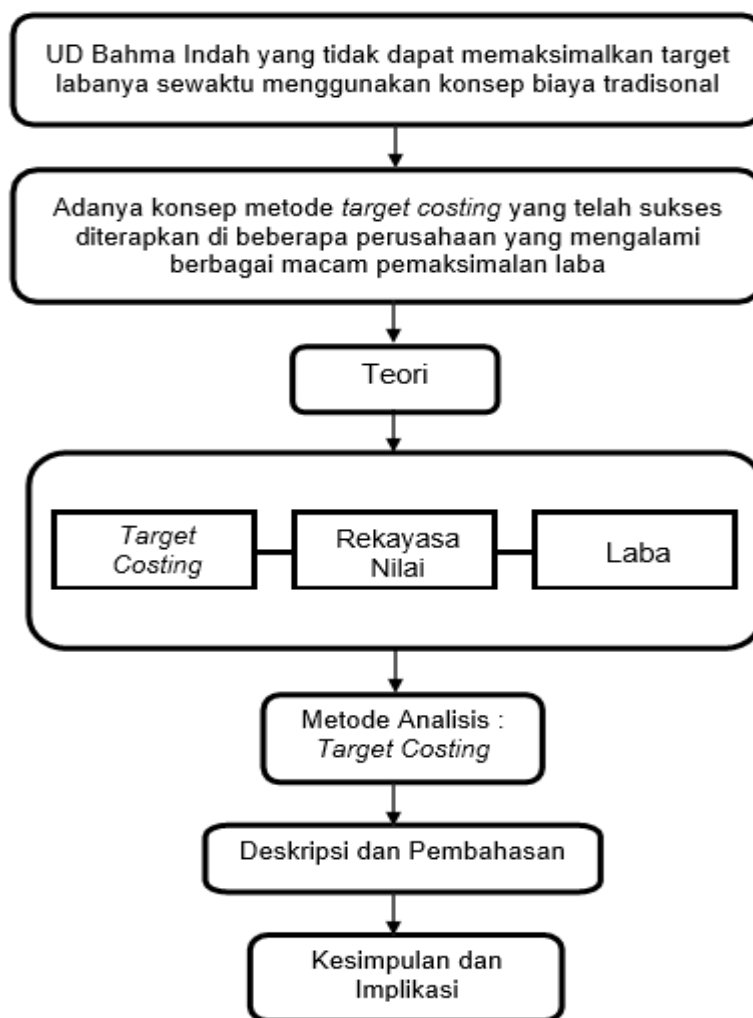 UD Bahma Indah yang tidak dapat memaksimalkan target
labanya sewaktu menggunakan konsep biaya tradisonal
Adanya konsep metode target costing yang telah sukses
diterapkan di beberapa perusahaan yang mengalami
berbagai macam pemaksimalan laba
Teori
Target
Costing
Rekayasa
Nilai
Laba
Metode Analisis :
Target Costing
Deskripsi dan Pembahasan
Kesimpulan dan
Implikasi